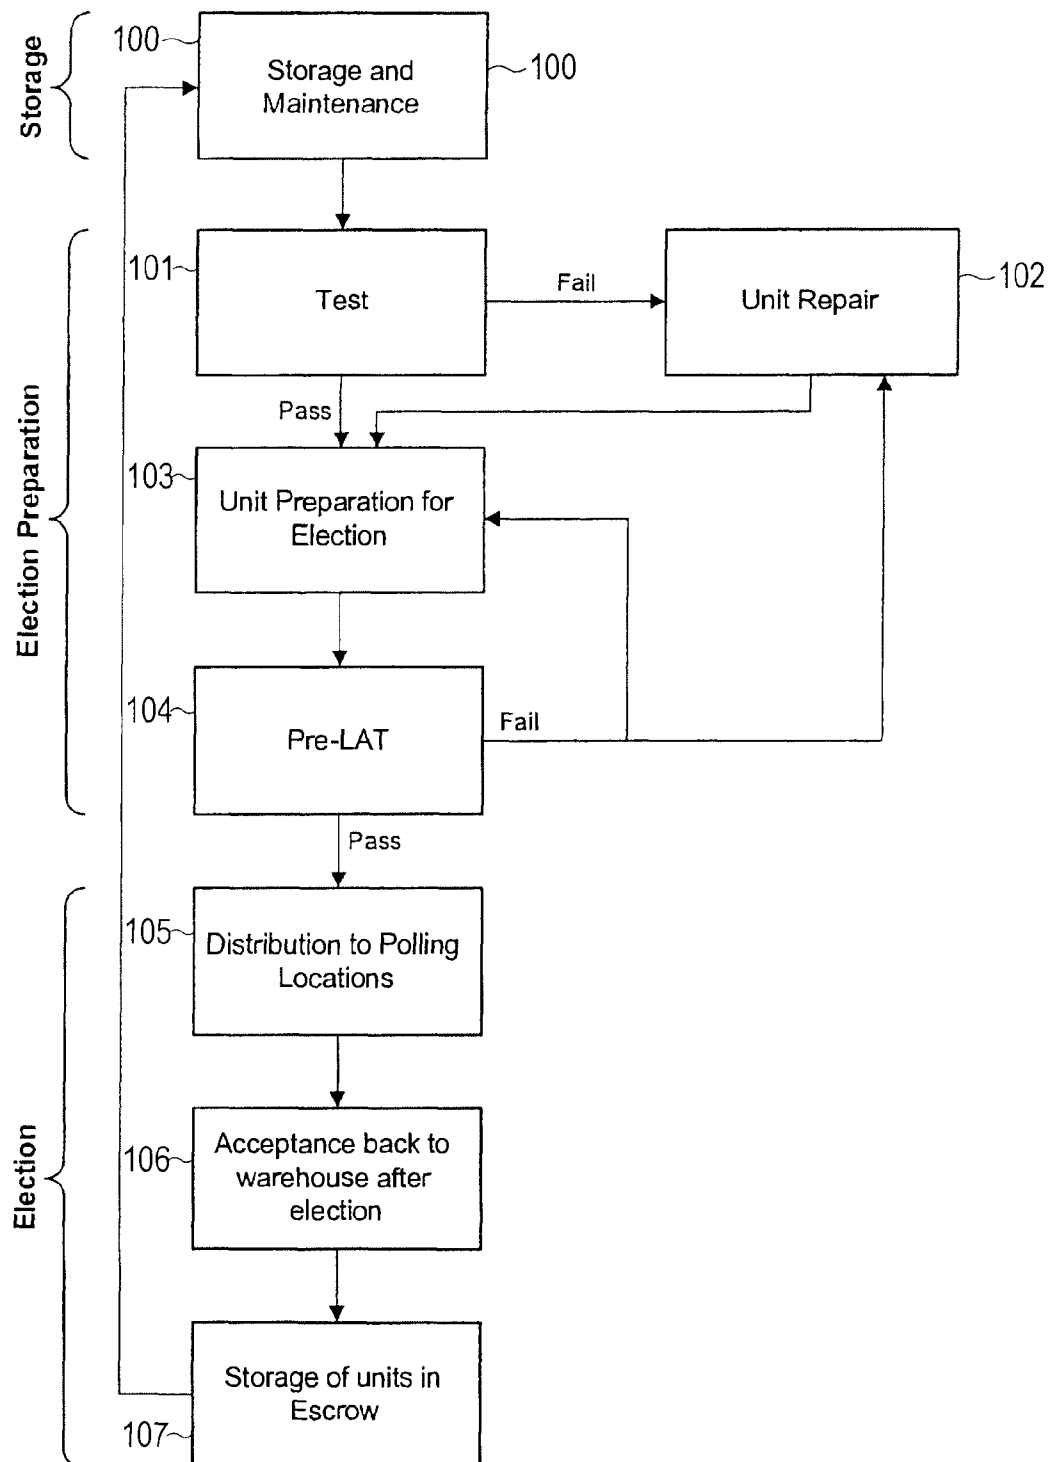 Storage
100
Storage and
Maintenance
100
Election Preparation
101
Test
Fail
Unit Repair
102
Pass
103
Unit Preparation for
Election
104
Pre-LAT
Fail
Pass
Election
105
Distribution to Polling
Locations
106
Acceptance back to
warehouse after
election
107
Storage of units in
Escrow